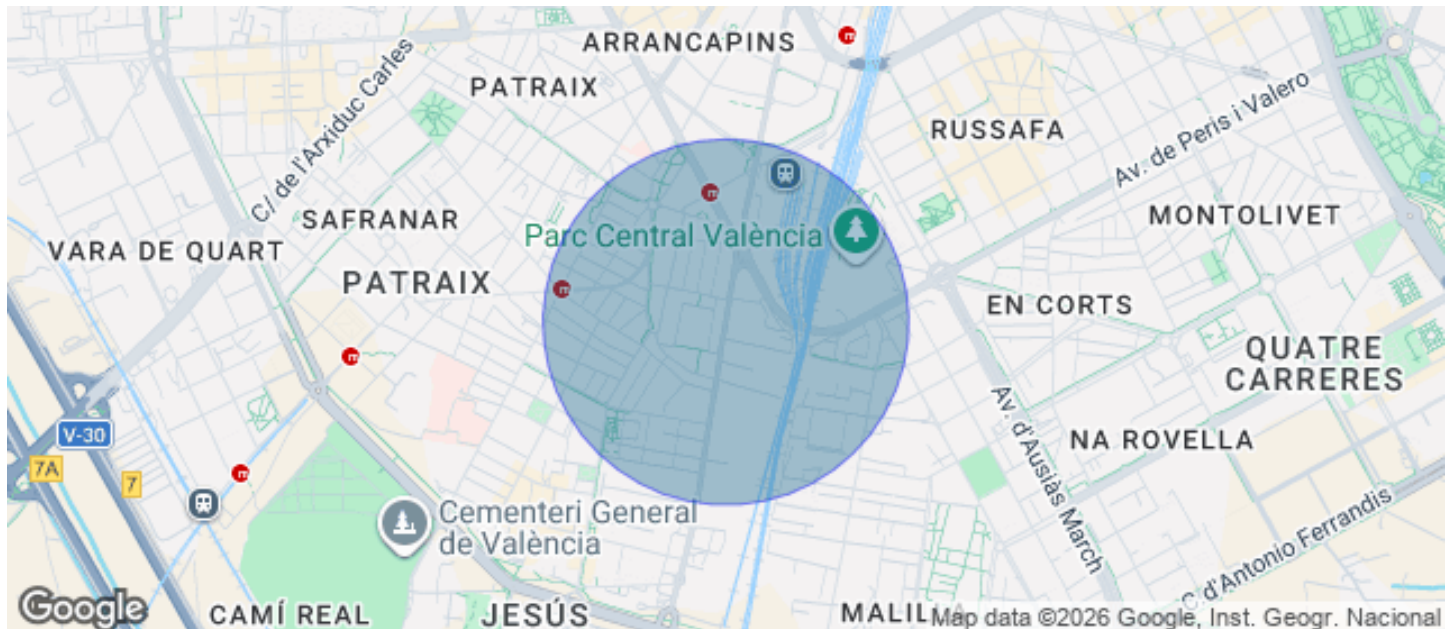 ARRANCAPINS
PATRAIX
C/ de l'Arxiduc Carles
RUSSAFA
Av. de Peris i Valero
SAFRANAR
VARA DE QUART
Parc Central València
MONTOLIVET
PATRAIX
EN CORTS
QUATRE
CARRERES
V-30
7A
7
Av. d'Ausiàs March
NA ROVELLA
Cementeri General
de València
C. d'Antonio Ferrandis
Google
CAMÍ REAL
JESÚS
Map data ©2026 Google, Inst. Geogr. Nacional